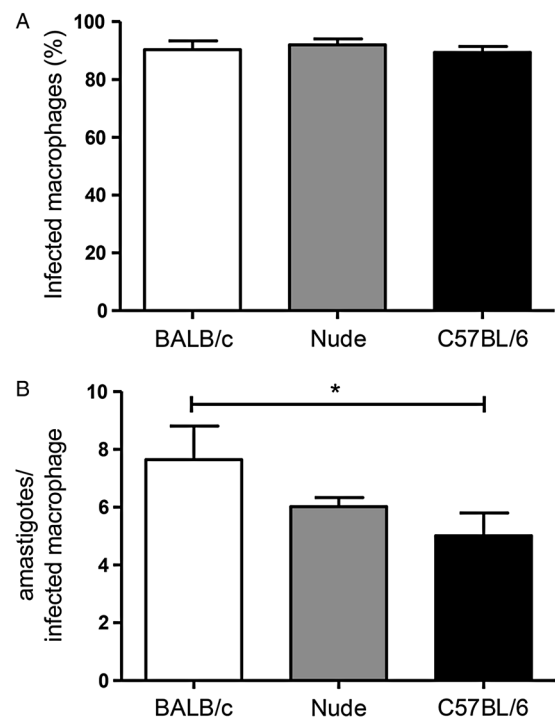 A
Infected macrophages (%)
100
80
60
40
20
0
BALB/c Nude C57BL/6
B
amastigotes/
infected macrophage
10
8
6
4
2
0
*
BALB/c Nude C57BL/6